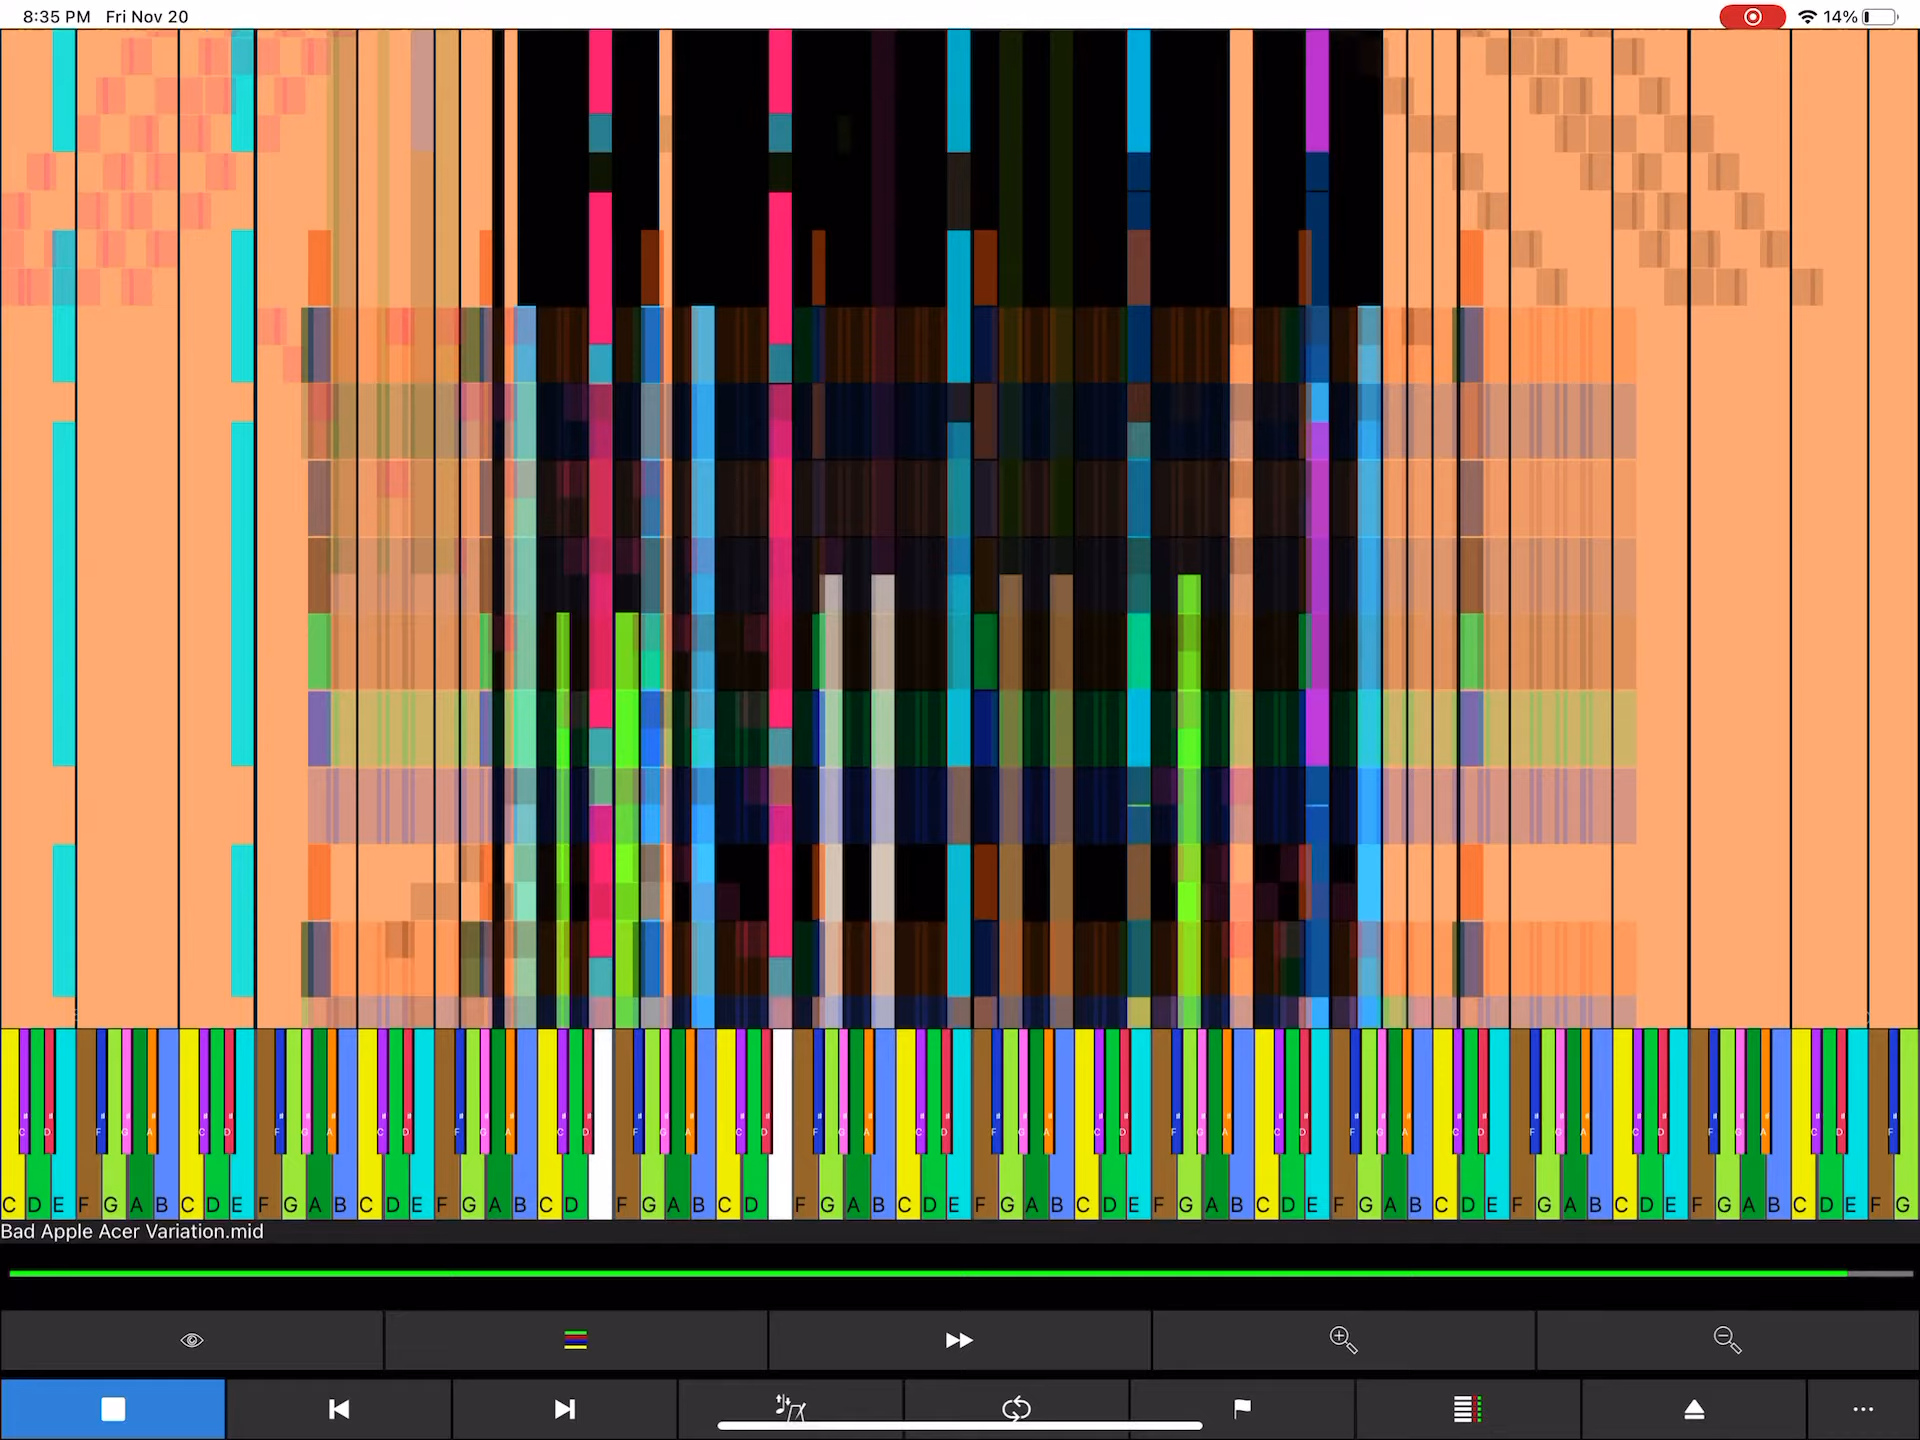 8:35 PM Fri Nov 20
14%
C D F G A C D F G A C D F G A C D F G A C D F G A C D F G A C D F G A C D F G A C D F G A C D F G A C D F
C D E F G A B C D E F G A B C D E F G A B C D F G A B C D F G A B C D E F G A B C D E F G A B C D E F G A B C D E F G A B C D E F G A B C D E F G
Bad Apple Acer Variation.mid